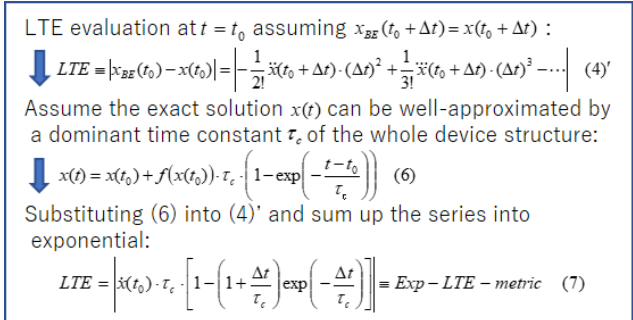 LTE evaluation at t = t₀ assuming x_BE(t₀ + Δt) = x(t₀ + Δt) :
LTE ≡ |x_BE(t₀) − x(t₀)| = |−(1/2!) ẍ(t₀ + Δt)·(Δt)² + (1/3!) x⃛(t₀ + Δt)·(Δt)³ − ⋯| (4)′
Assume the exact solution x(t) can be well-approximated by
a dominant time constant τ_c of the whole device structure:
x(t) = x(t₀) + f(x(t₀))·τ_c·(1 − exp(−(t − t₀)/τ_c)) (6)
Substituting (6) into (4)’ and sum up the series into
exponential:
LTE = |ẋ(t₀)·τ_c·[1 − (1 + Δt/τ_c) exp(−Δt/τ_c)]| ≡ Exp − LTE − metric (7)